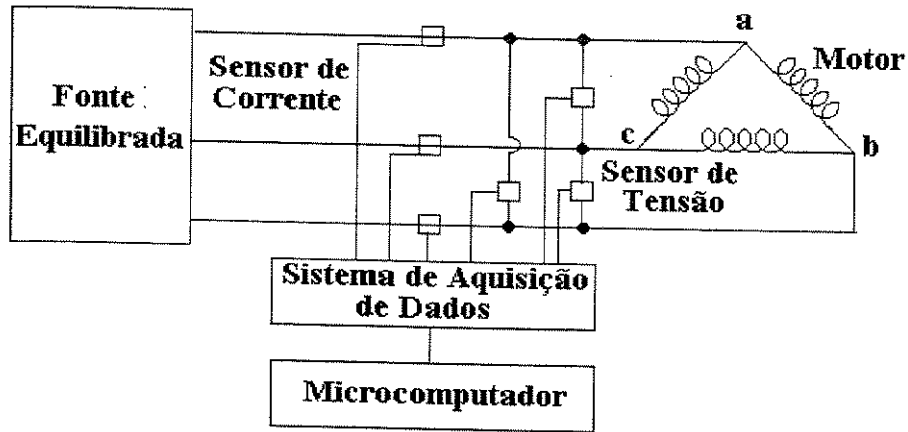 a
Motor
Sensor de
Corrente
Fonte
Equilibrada
c
b
Sensor de
Tensão
Sistema de Aquisição
de Dados
Microcomputador